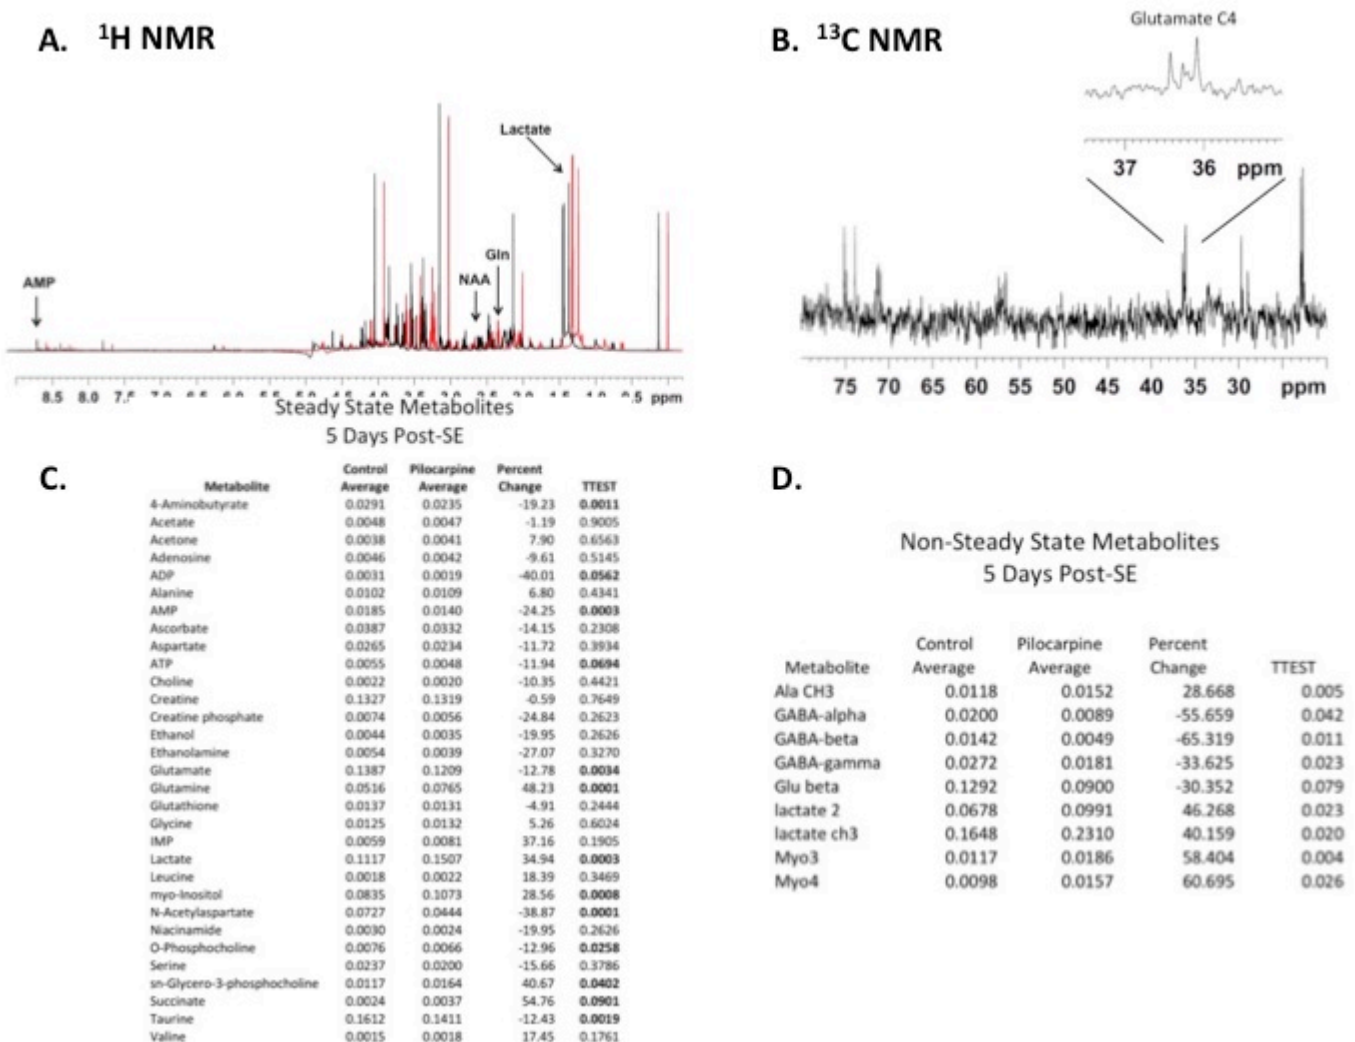 A. ¹H NMR
Lactate
Gln
NAA
AMP
8.5 8.0 7.5 ppm
Steady State Metabolites
5 Days Post-SE
B. ¹³C NMR
Glutamate C4
37 36 ppm
75 70 65 60 55 50 45 40 35 30 ppm
C.
Metabolite Control Average Pilocarpine Average Percent Change TTEST
4-Aminobutyrate 0.0291 0.0235 -19.23 0.0011
Acetate 0.0048 0.0047 -1.19 0.9005
Acetone 0.0038 0.0041 7.90 0.6563
Adenosine 0.0046 0.0042 -9.61 0.5145
ADP 0.0031 0.0019 -40.01 0.0562
Alanine 0.0102 0.0109 6.80 0.4341
AMP 0.0185 0.0140 -24.25 0.0003
Ascorbate 0.0387 0.0332 -14.15 0.2308
Aspartate 0.0265 0.0234 -11.72 0.3934
ATP 0.0055 0.0048 -11.94 0.0694
Choline 0.0022 0.0020 -10.35 0.4421
Creatine 0.1327 0.1319 -0.59 0.7649
Creatine phosphate 0.0074 0.0056 -24.84 0.2623
Ethanol 0.0044 0.0035 -19.95 0.2626
Ethanolamine 0.0054 0.0039 -27.07 0.3270
Glutamate 0.1387 0.1209 -12.78 0.0034
Glutamine 0.0516 0.0765 48.23 0.0001
Glutathione 0.0137 0.0131 -4.91 0.2444
Glycine 0.0125 0.0132 5.26 0.6024
IMP 0.0059 0.0081 37.16 0.1905
Lactate 0.1117 0.1507 34.94 0.0003
Leucine 0.0018 0.0022 18.39 0.3469
myo-Inositol 0.0835 0.1073 28.56 0.0008
N-Acetylaspartate 0.0727 0.0444 -38.87 0.0001
Niacinamide 0.0030 0.0024 -19.95 0.2626
O-Phosphocholine 0.0076 0.0066 -12.96 0.0258
Serine 0.0237 0.0200 -15.66 0.3786
sn-Glycero-3-phosphocholine 0.0117 0.0164 40.67 0.0402
Succinate 0.0024 0.0037 54.76 0.0901
Taurine 0.1612 0.1411 -12.43 0.0019
Valine 0.0015 0.0018 17.45 0.1761
D.
Non-Steady State Metabolites
5 Days Post-SE
Metabolite Control Average Pilocarpine Average Percent Change TTEST
Ala CH3 0.0118 0.0152 28.668 0.005
GABA-alpha 0.0200 0.0089 -55.659 0.042
GABA-beta 0.0142 0.0049 -65.319 0.011
GABA-gamma 0.0272 0.0181 -33.625 0.023
Glu beta 0.1292 0.0900 -30.352 0.079
lactate 2 0.0678 0.0991 46.268 0.023
lactate ch3 0.1648 0.2310 40.159 0.020
Myo3 0.0117 0.0186 58.404 0.004
Myo4 0.0098 0.0157 60.695 0.026